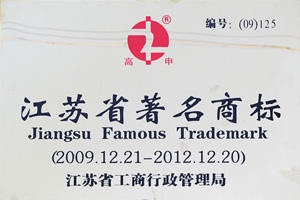 编号：(09)125
®
高申
江苏省著名商标
Jiangsu Famous Trademark
(2009.12.21-2012.12.20)
江苏省工商行政管理局